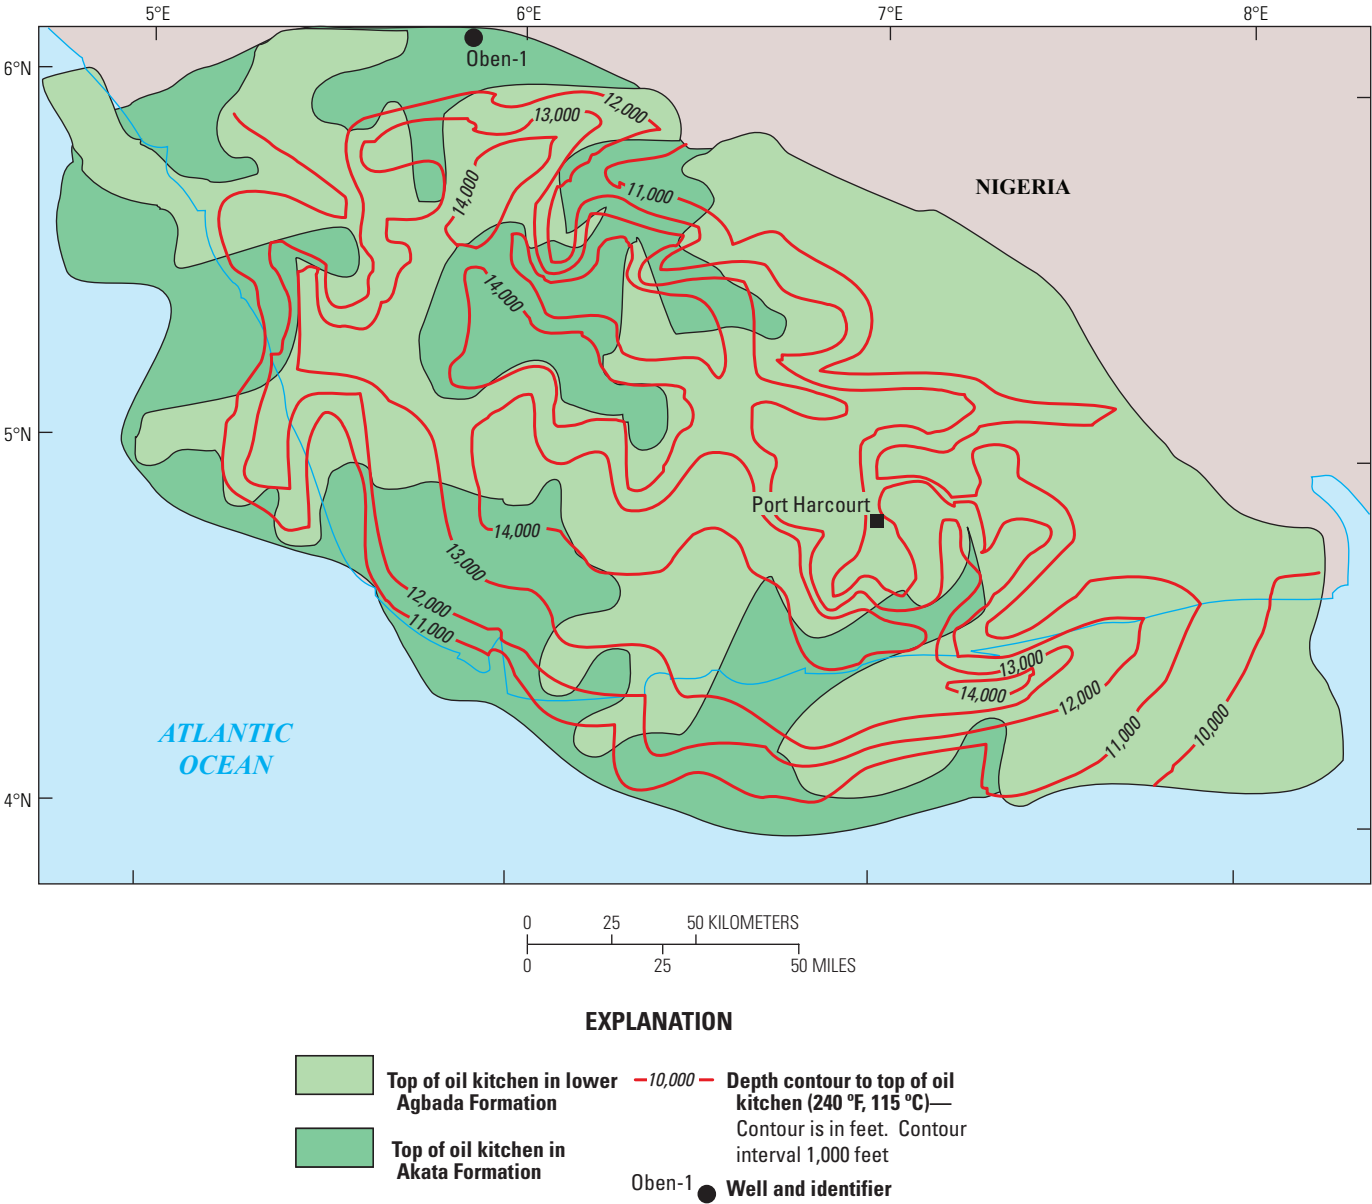 5°E 6°E 7°E 8°E
6°N
Oben-1
13,000
12,000
14,000
11,000
NIGERIA
14,000
5°N
Port Harcourt
14,000
13,000
12,000
11,000
13,000
14,000
12,000
11,000
10,000
ATLANTIC
OCEAN
4°N
0 25 50 KILOMETERS
0 25 50 MILES
EXPLANATION
Top of oil kitchen in lower
Agbada Formation
Top of oil kitchen in
Akata Formation
10,000
Depth contour to top of oil
kitchen (240 ºF, 115 ºC)—
Contour is in feet. Contour
interval 1,000 feet
Oben-1
Well and identifier